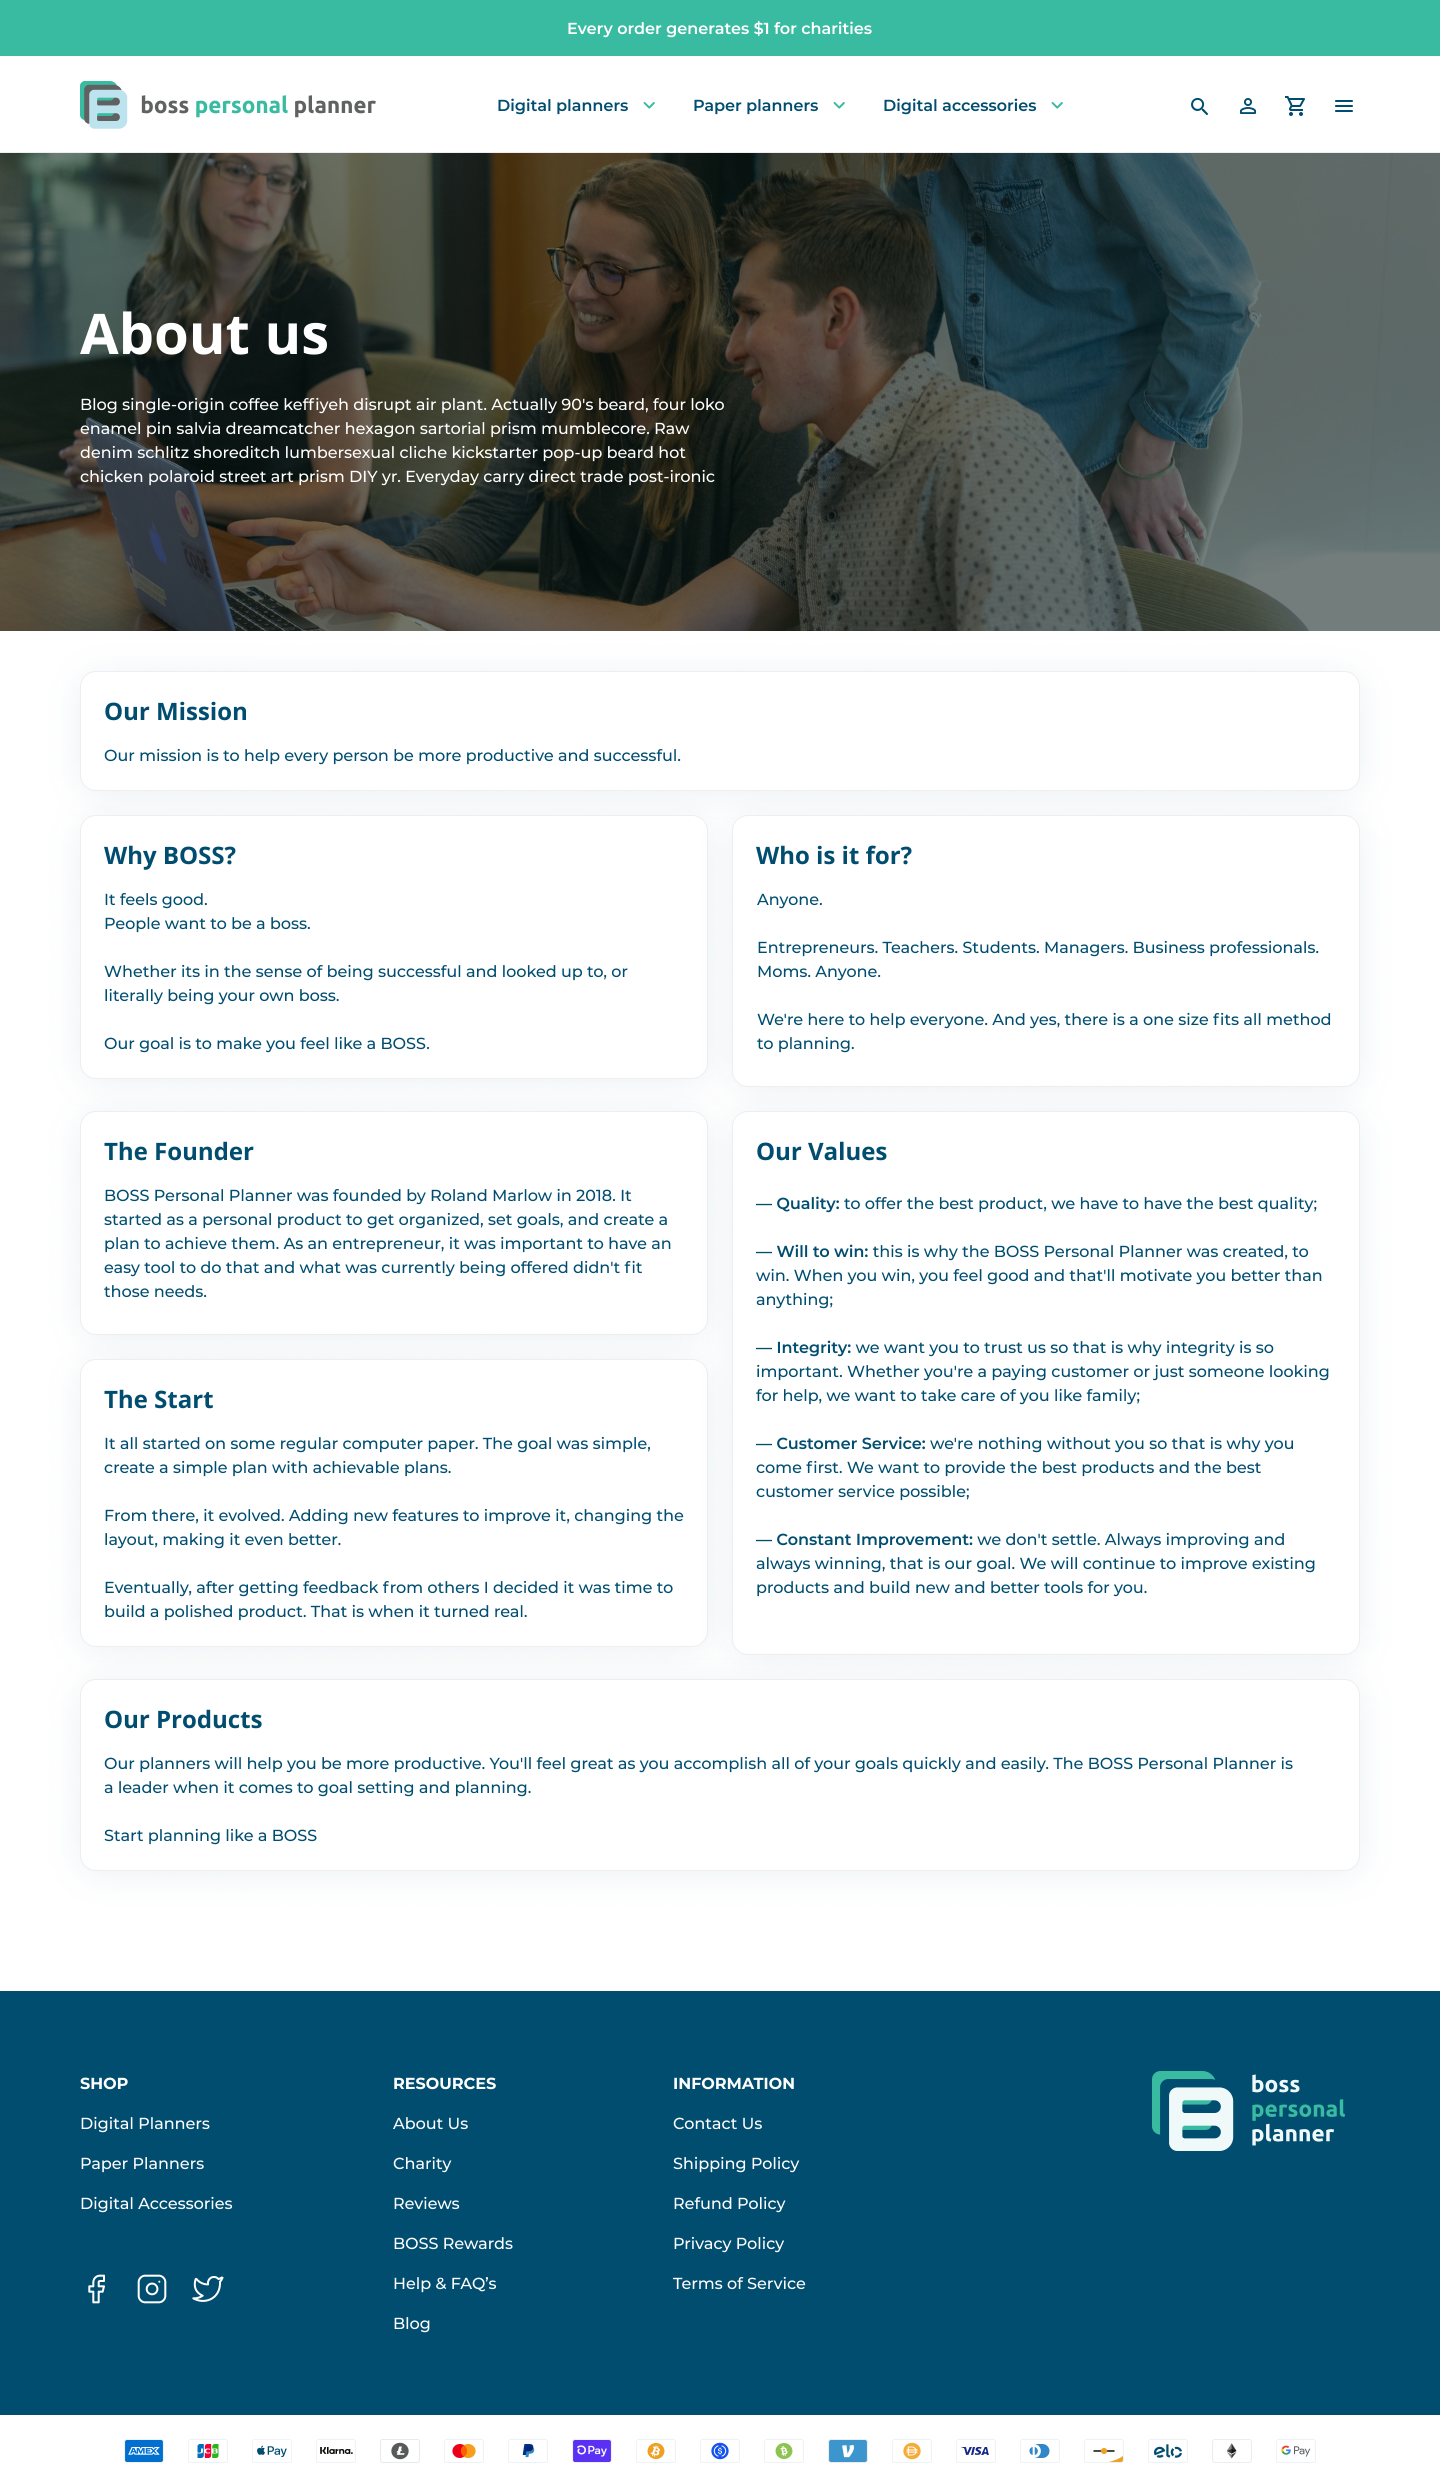 Every order generates $1 for charities
boss personal planner
Digital planners
Paper planners
Digital accessories
About us
Blog single-origin coffee keffiyeh disrupt air plant. Actually 90's beard, four loko
enamel pin salvia dreamcatcher hexagon sartorial prism mumblecore. Raw
denim schlitz shoreditch lumbersexual cliche kickstarter pop-up beard hot
chicken polaroid street art prism DIY yr. Everyday carry direct trade post-ironic
Our Mission
Our mission is to help every person be more productive and successful.
Why BOSS?
It feels good.
People want to be a boss.
Whether its in the sense of being successful and looked up to, or
literally being your own boss.
Our goal is to make you feel like a BOSS.
Who is it for?
Anyone.
Entrepreneurs. Teachers. Students. Managers. Business professionals.
Moms. Anyone.
We're here to help everyone. And yes, there is a one size fits all method
to planning.
The Founder
BOSS Personal Planner was founded by Roland Marlow in 2018. It
started as a personal product to get organized, set goals, and create a
plan to achieve them. As an entrepreneur, it was important to have an
easy tool to do that and what was currently being offered didn't fit
those needs.
The Start
It all started on some regular computer paper. The goal was simple,
create a simple plan with achievable plans.
From there, it evolved. Adding new features to improve it, changing the
layout, making it even better.
Eventually, after getting feedback from others I decided it was time to
build a polished product. That is when it turned real.
Our Values
— Quality: to offer the best product, we have to have the best quality;
— Will to win: this is why the BOSS Personal Planner was created, to
win. When you win, you feel good and that'll motivate you better than
anything;
— Integrity: we want you to trust us so that is why integrity is so
important. Whether you're a paying customer or just someone looking
for help, we want to take care of you like family;
— Customer Service: we're nothing without you so that is why you
come first. We want to provide the best products and the best
customer service possible;
— Constant Improvement: we don't settle. Always improving and
always winning, that is our goal. We will continue to improve existing
products and build new and better tools for you.
Our Products
Our planners will help you be more productive. You'll feel great as you accomplish all of your goals quickly and easily. The BOSS Personal Planner is
a leader when it comes to goal setting and planning.
Start planning like a BOSS
SHOP
Digital Planners
Paper Planners
Digital Accessories
RESOURCES
About Us
Charity
Reviews
BOSS Rewards
Help & FAQ’s
Blog
INFORMATION
Contact Us
Shipping Policy
Refund Policy
Privacy Policy
Terms of Service
boss
personal
planner
AMEX
JCB
Pay
Klarna.
Pay
VISA
elo
G Pay